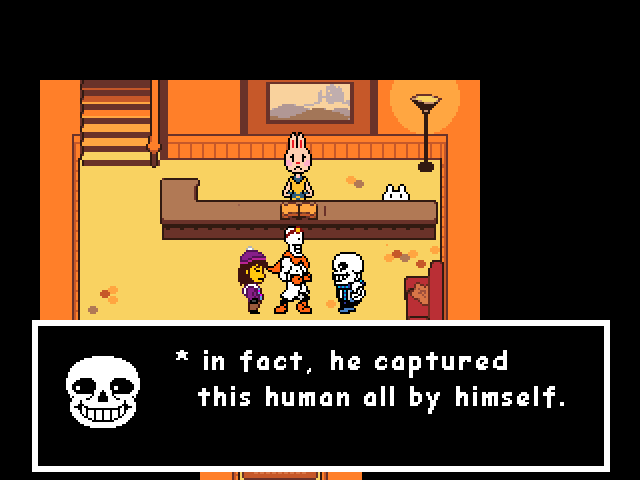 * in fact, he captured
this human all by himself.